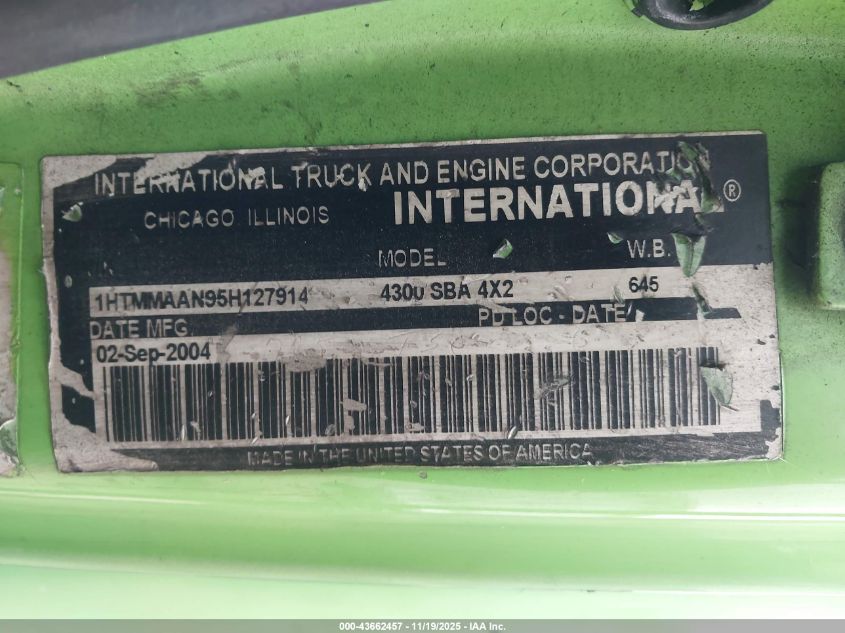 INTERNATIONAL TRUCK AND ENGINE CORPORATION
CHICAGO, ILLINOIS INTERNATIONAL®
MODEL W.B.
1HTMMAAN95H127914 4300 SBA 4X2 645
DATE MFG. PD LOC - DATE
02-Sep-2004
MADE IN THE UNITED STATES OF AMERICA
000-43662457 - 11/19/2025 - IAA Inc.